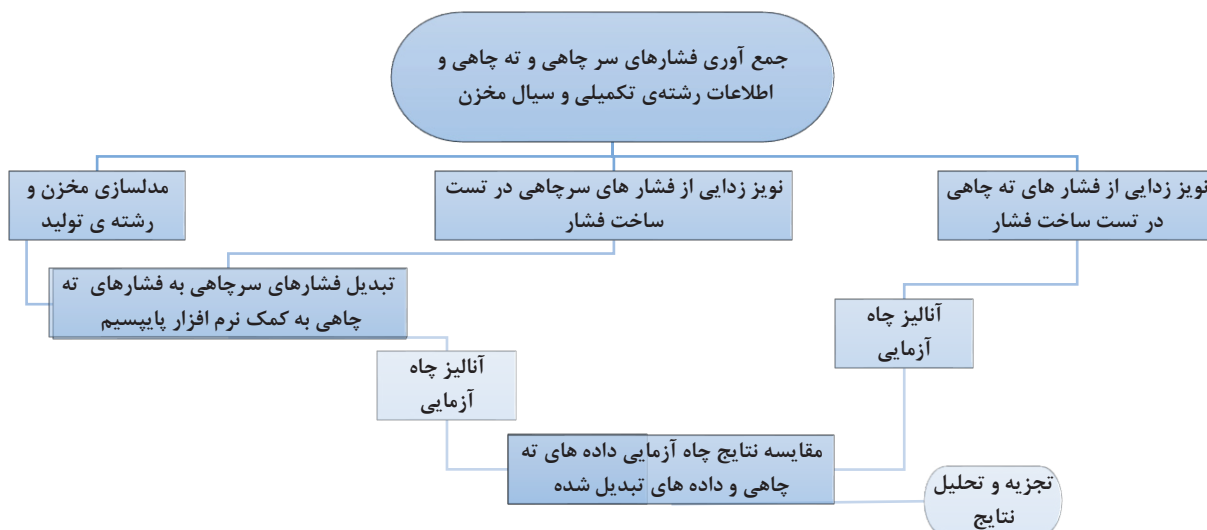 جمع آوری فشارهای سر چاهی و ته چاهی و
اطلاعات رشته‌ی تکمیلی و سیال مخزن
نویز زدایی از فشار های ته چاهی
در تست ساخت فشار
نویز زدایی از فشار های سرچاهی در تست
ساخت فشار
مدلسازی مخزن و
رشته ی تولید
تبدیل فشارهای سرچاهی به فشارهای ته
چاهی به کمک نرم افزار پایپسیم
آنالیز چاه
آزمایی
آنالیز چاه
آزمایی
مقایسه نتایج چاه آزمایی داده های ته
چاهی و داده های تبدیل شده
تجزیه و تحلیل
نتایج